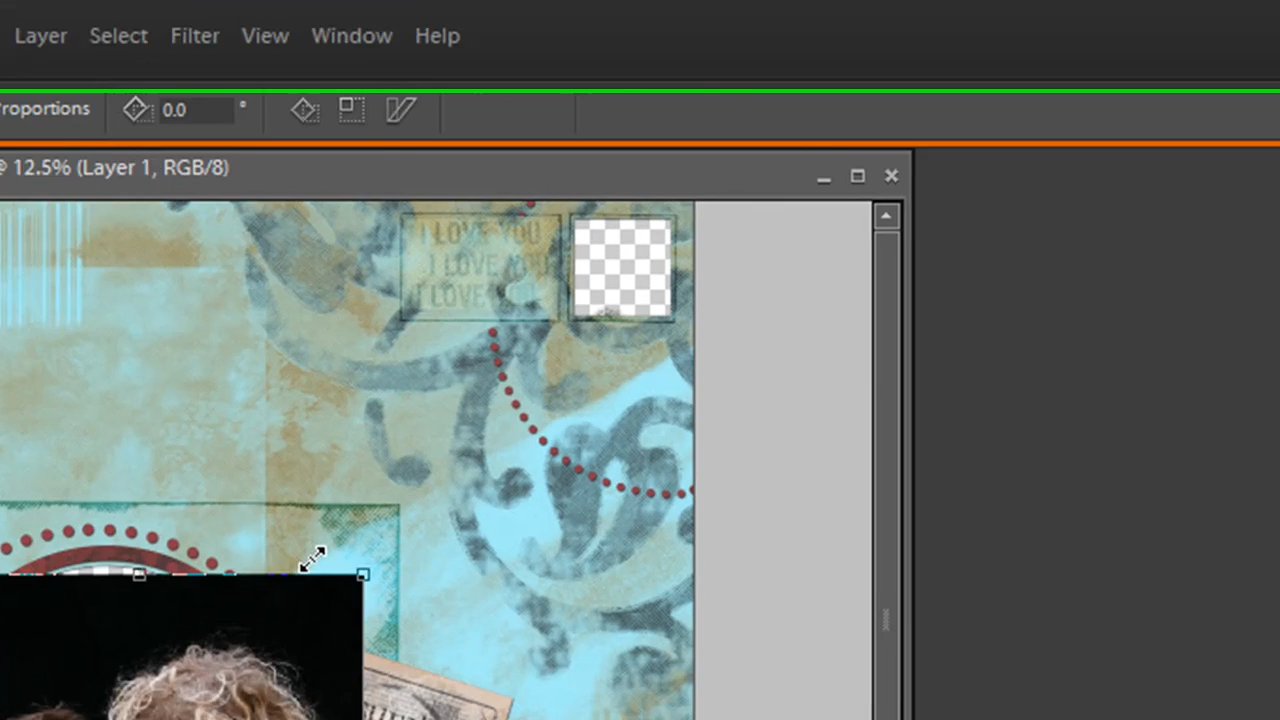 Layer Select Filter View Window Help
roportions 0.0 °
@ 12.5% (Layer 1, RGB/8)
I LOVE YOU
I LOVE YOU
I LOVE